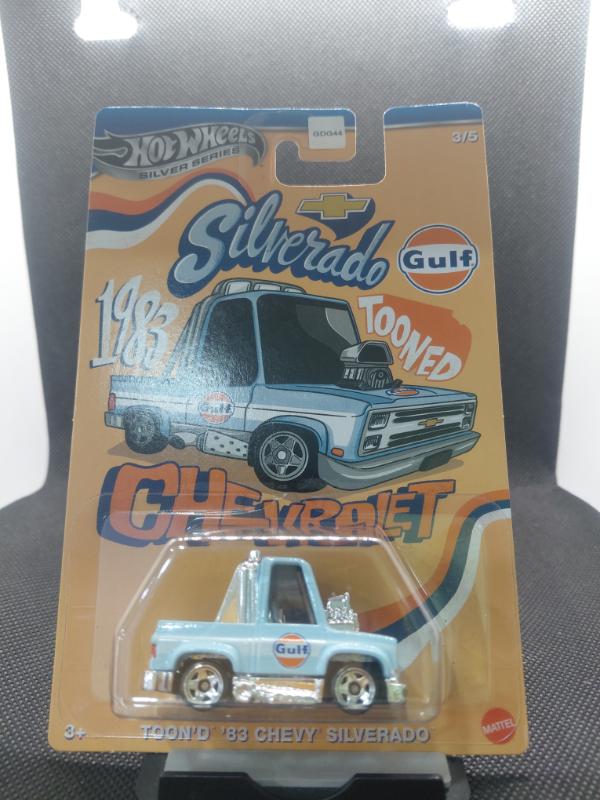 HOT WHEELS
SILVER SERIES
GDG44
3/5
Silverado
Gulf
1983
TOONED
Gulf
CHEVROLET
Gulf
3+
TOON'D '83 CHEVY SILVERADO
MATTEL